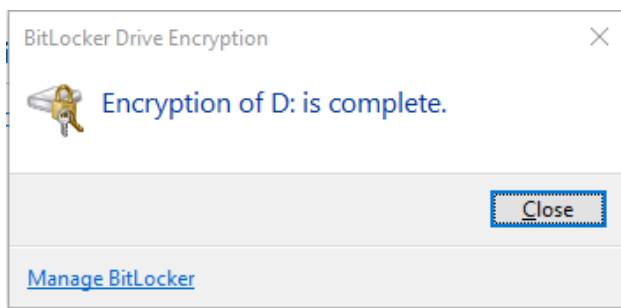 BitLocker Drive Encryption
Encryption of D: is complete.
Close
Manage BitLocker